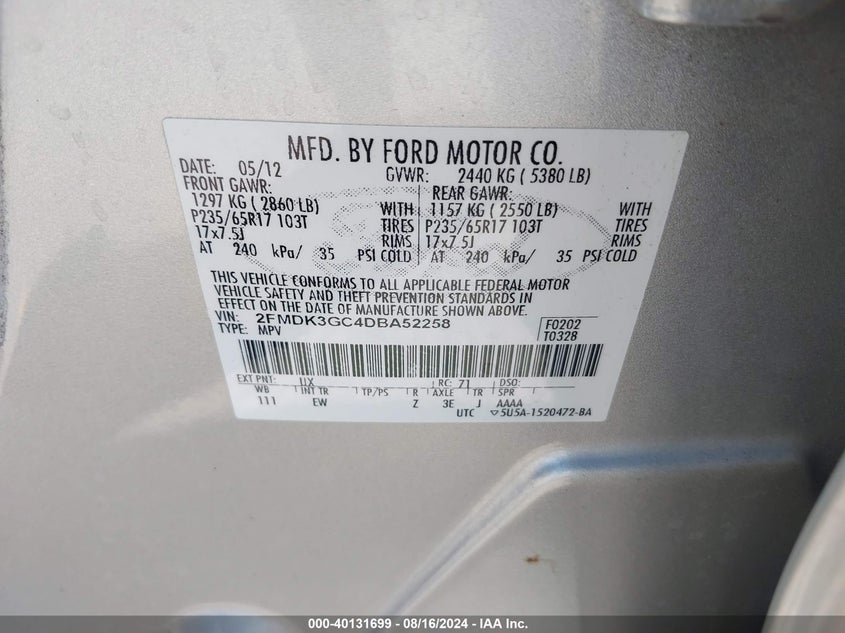 MFD. BY FORD MOTOR CO.
DATE: 05/12 GVWR: 2440 KG ( 5380 LB)
FRONT GAWR: REAR GAWR:
1297 KG ( 2860 LB) WITH 1157 KG ( 2550 LB) WITH
P235/65R17 103T TIRES P235/65R17 103T TIRES
17x7.5J RIMS 17x7.5J RIMS
AT 240 kPa/ 35 PSI COLD AT 240 kPa/ 35 PSI COLD
THIS VEHICLE CONFORMS TO ALL APPLICABLE FEDERAL MOTOR
VEHICLE SAFETY AND THEFT PREVENTION STANDARDS IN
EFFECT ON THE DATE OF MANUFACTURE SHOWN ABOVE.
VIN: 2FMDK3GC4DBA52258 F0202
TYPE: MPV T0328
EXT PNT: UX RC: 71 DSO:
WB INT TR TP/PS R AXLE TR SPR
111 EW Z 3E J AAAA
UTC ▽5U5A-1520472-BA
000-40131699 - 08/16/2024 - IAA Inc.